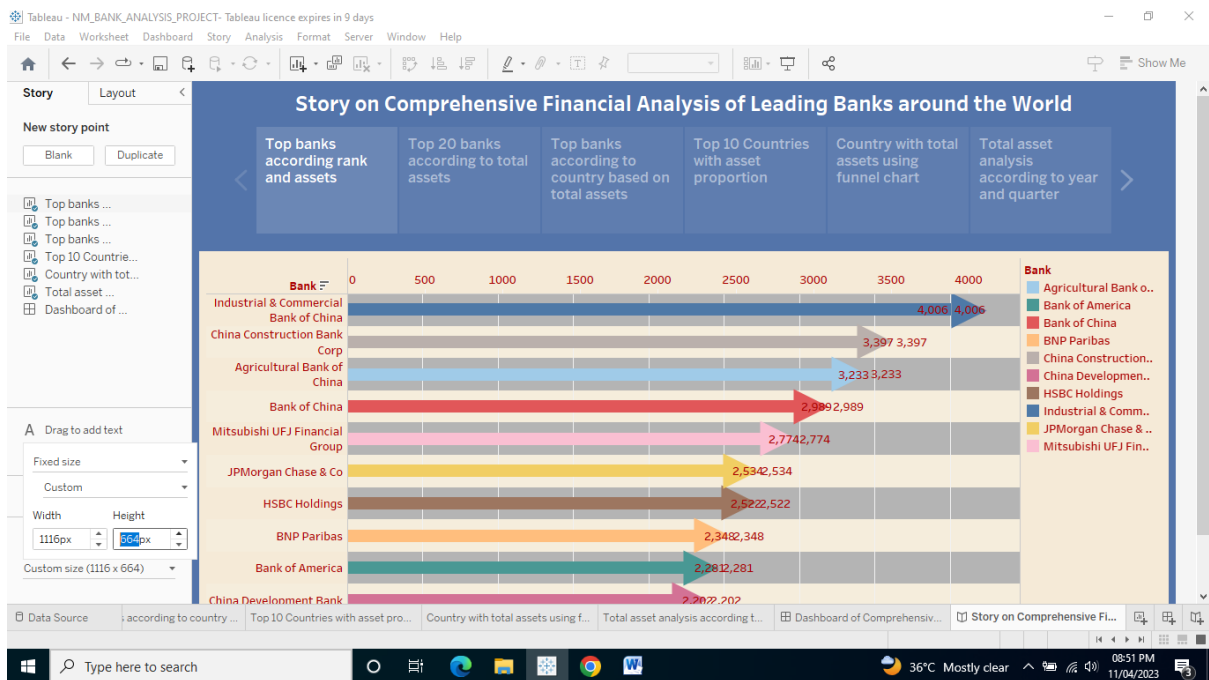 Tableau - NM_BANK_ANALYSIS_PROJECT- Tableau licence expires in 9 days
File Data Worksheet Dashboard Story Analysis Format Server Window Help
Show Me
Story Layout
New story point
Blank Duplicate
Top banks ...
Top banks ...
Top banks ...
Top 10 Countrie...
Country with tot...
Total asset ...
Dashboard of ...
A Drag to add text
Fixed size
Custom
Width Height
1116px 664px
Custom size (1116 x 664)
Story on Comprehensive Financial Analysis of Leading Banks around the World
Top banks
according rank
and assets
Top 20 banks
according to total
assets
Top banks
according to
country based on
total assets
Top 10 Countries
with asset
proportion
Country with total
assets using
funnel chart
Total asset
analysis
according to year
and quarter
Bank 0 500 1000 1500 2000 2500 3000 3500 4000
Industrial & Commercial
Bank of China
4,006 4,006
China Construction Bank
Corp
3,397 3,397
Agricultural Bank of
China
3,233 3,233
Bank of China 2,989 2,989
Mitsubishi UFJ Financial
Group
2,774 2,774
JPMorgan Chase & Co 2,534 2,534
HSBC Holdings 2,522 2,522
BNP Paribas 2,348 2,348
Bank of America 2,281 2,281
China Development Bank 2,202 2,202
Bank
Agricultural Bank o..
Bank of America
Bank of China
BNP Paribas
China Construction..
China Developmen..
HSBC Holdings
Industrial & Comm..
JPMorgan Chase & ..
Mitsubishi UFJ Fin..
Data Source according to country ... Top 10 Countries with asset pro... Country with total assets using f... Total asset analysis according t... Dashboard of Comprehensiv... Story on Comprehensive Fi...
Type here to search
36°C Mostly clear
08:51 PM
11/04/2023
3